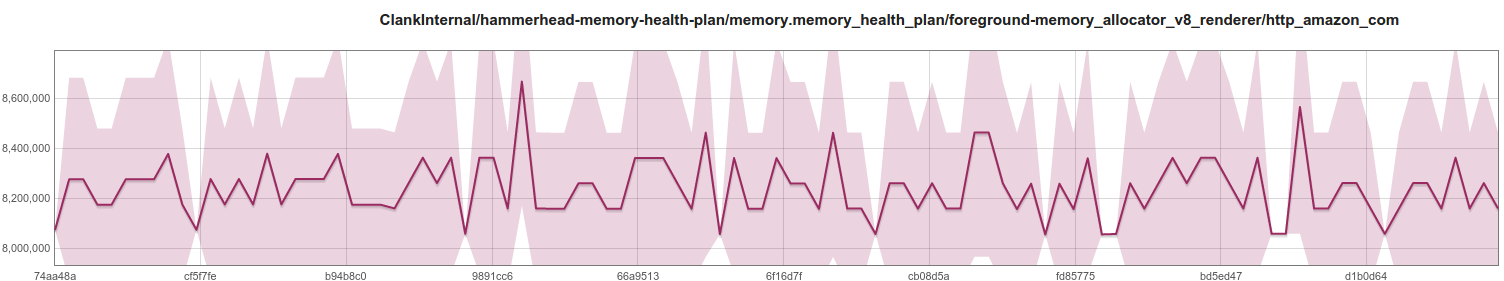 ClankInternal/hammerhead-memory-health-plan/memory.memory_health_plan/foreground-memory_allocator_v8_renderer/http_amazon_com
8,600,000
8,400,000
8,200,000
8,000,000
74aa48a cf5f7fe b94b8c0 9891cc6 66a9513 6f16d7f cb08d5a fd85775 bd5ed47 d1b0d64